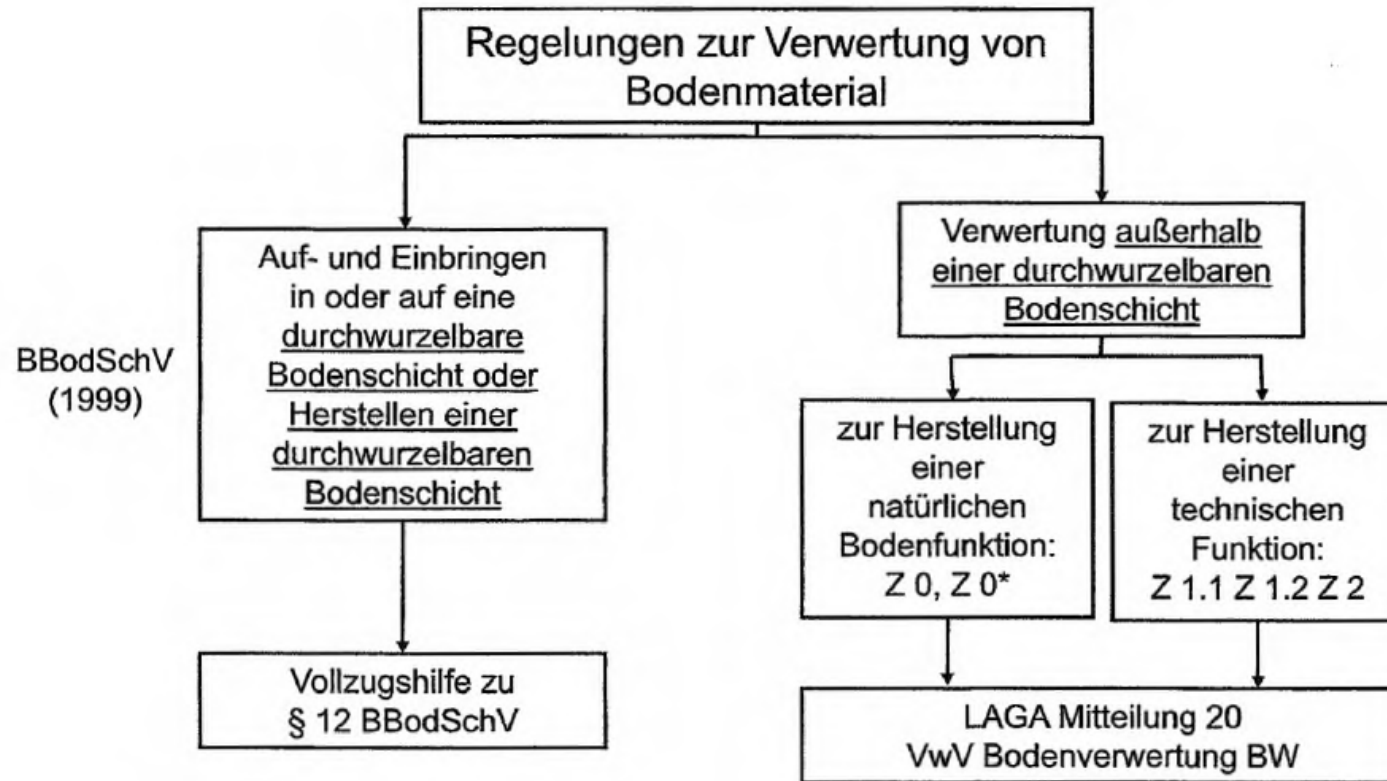 Regelungen zur Verwertung von
Bodenmaterial
BBodSchV
(1999)
Auf- und Einbringen
in oder auf eine
durchwurzelbare
Bodenschicht oder
Herstellen einer
durchwurzelbaren
Bodenschicht
Vollzugshilfe zu
§ 12 BBodSchV
Verwertung außerhalb
einer durchwurzelbaren
Bodenschicht
zur Herstellung
einer
natürlichen
Bodenfunktion:
Z 0, Z 0*
zur Herstellung
einer
technischen
Funktion:
Z 1.1 Z 1.2 Z 2
LAGA Mitteilung 20
VwV Bodenverwertung BW